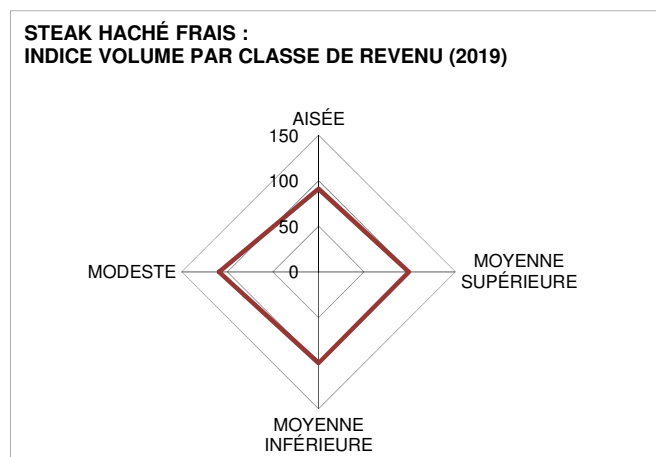 STEAK HACHÉ FRAIS :
INDICE VOLUME PAR CLASSE DE REVENU (2019)
AISÉE
150
100
50
0
MODESTE
MOYENNE
SUPÉRIEURE
MOYENNE
INFÉRIEURE